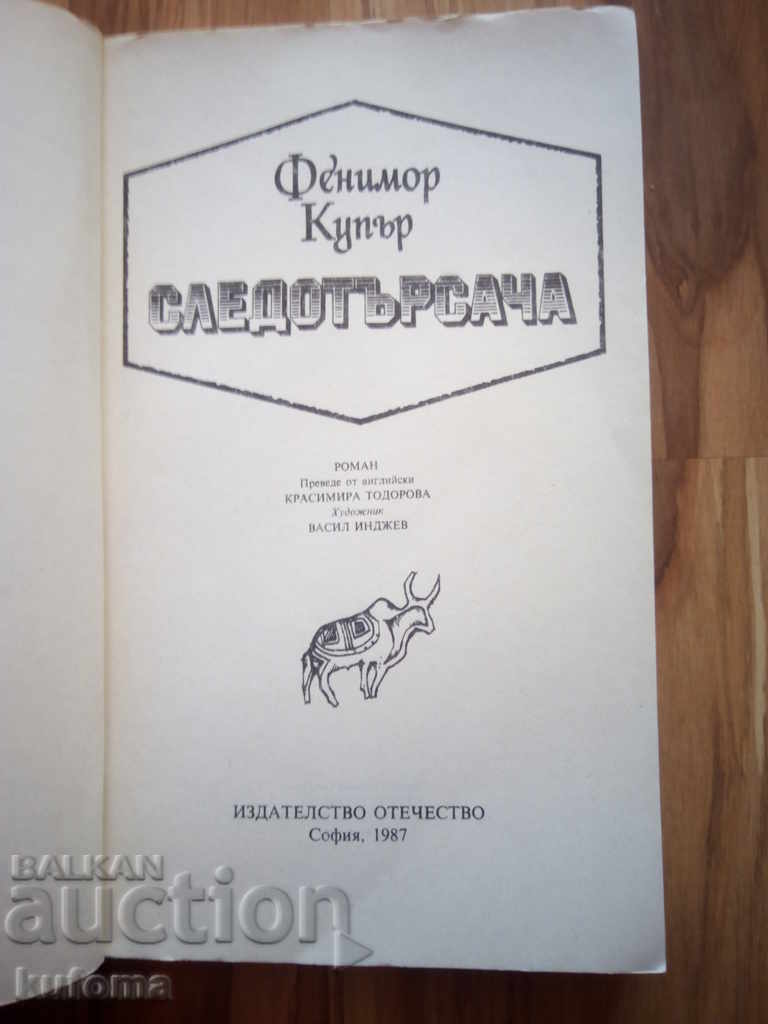 Фенимор
Купър
СЛЕДОТЪРСАЧА
РОМАН
Преведе от английски
КРАСИМИРА ТОДОРОВА
Художник
ВАСИЛ ИНДЖЕВ
ИЗДАТЕЛСТВО ОТЕЧЕСТВО
София, 1987
BALKAN
auction
kufoma